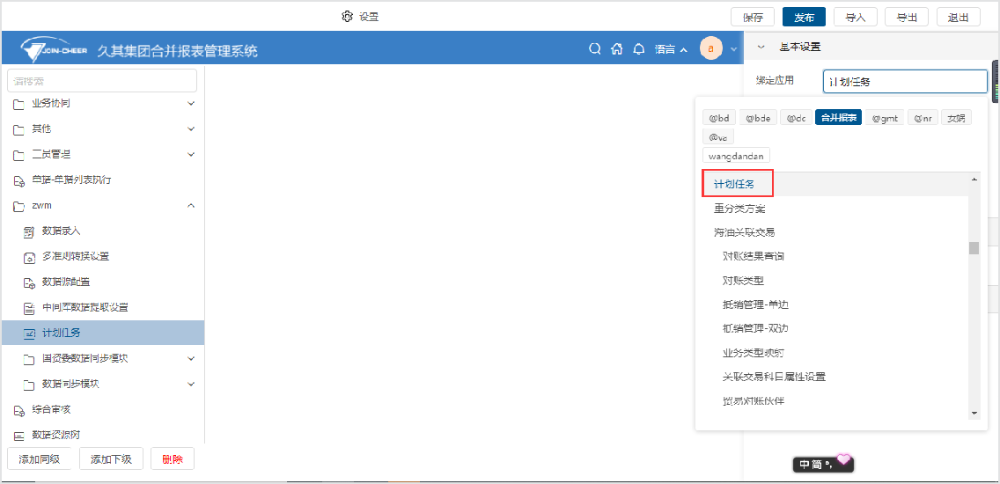 设置
保存
发布
导入
导出
退出
JOIN-CHEER
久其集团合并报表管理系统
语言
a
基本设置
绑定应用
计划任务
请搜索
业务协同
其他
三员管理
单据-单据列表执行
zwm
数据录入
多准则转换设置
数据源配置
中间库数据提取设置
计划任务
国资委数据同步模块
数据同步模块
综合审核
数据资源树
添加同级
添加下级
删除
@bd
@bde
@dc
合并报表
@gmt
@nr
女娲
@va
wangdandan
计划任务
重分类方案
海油关联交易
对账结果查询
对账类型
抵销管理-单边
抵销管理-双边
业务类型映射
关联交易科目属性设置
贸易对账伙伴
中 简 °,